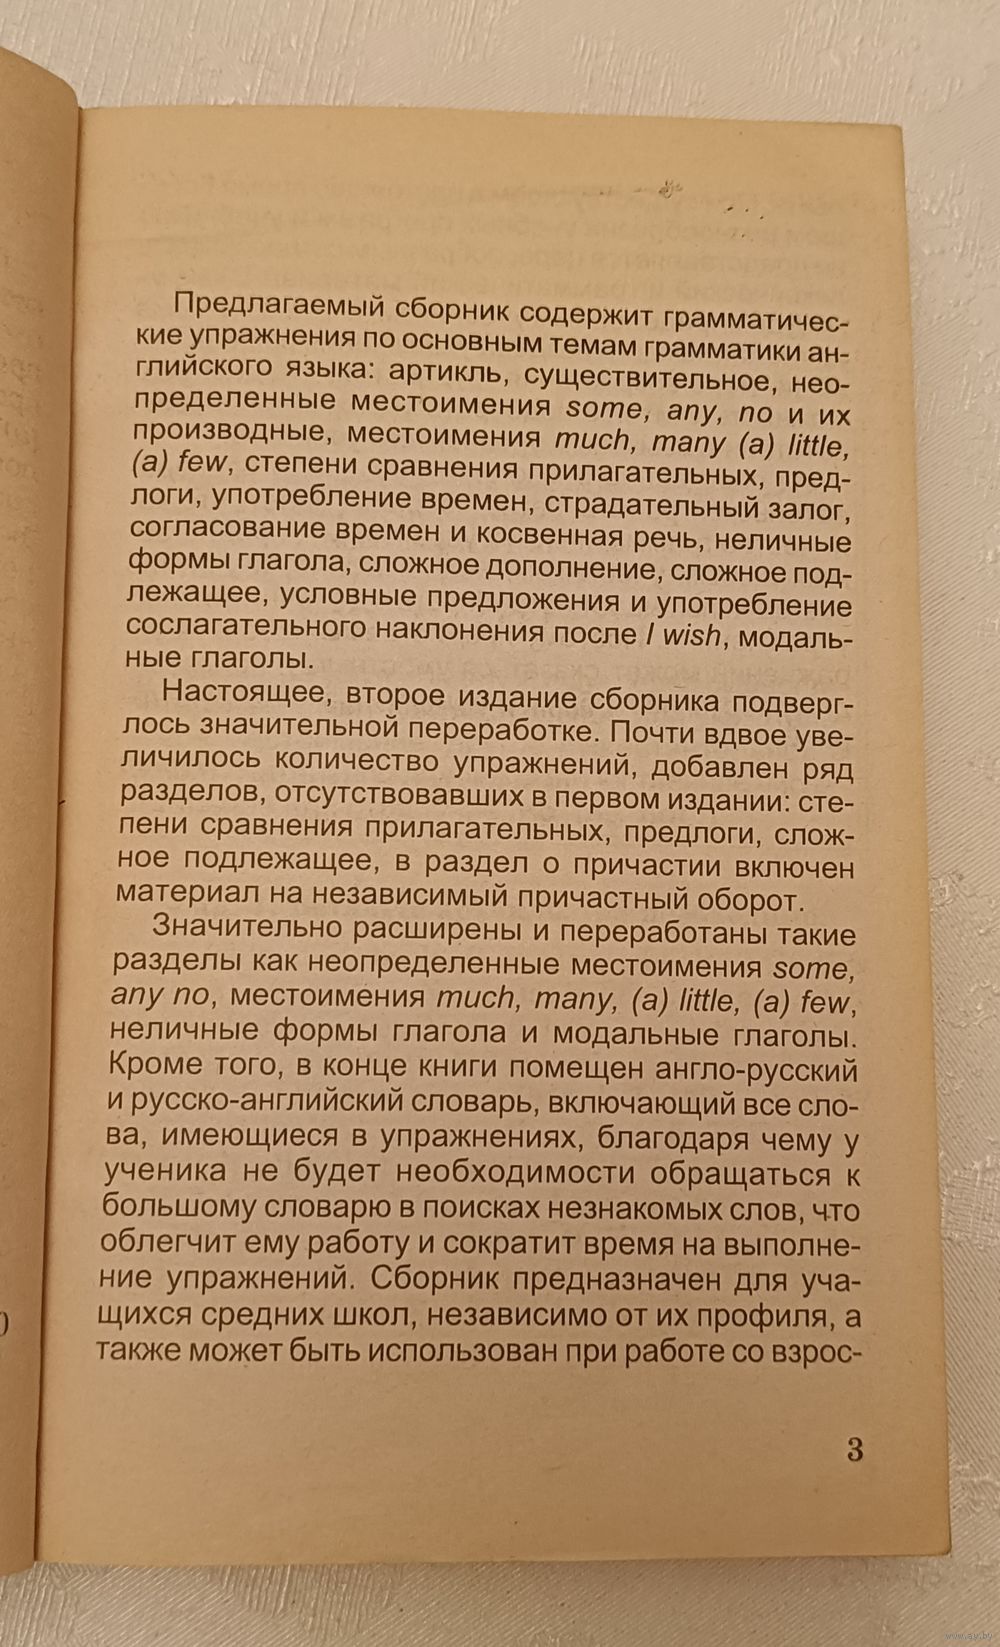 Предлагаемый сборник содержит грамматичес-
кие упражнения по основным темам грамматики ан-
глийского языка: артикль, существительное, нео-
пределенные местоимения some, any, no и их
производные, местоимения much, many (a) little,
(a) few, степени сравнения прилагательных, пред-
логи, употребление времен, страдательный залог,
согласование времен и косвенная речь, неличные
формы глагола, сложное дополнение, сложное под-
лежащее, условные предложения и употребление
сослагательного наклонения после I wish, модаль-
ные глаголы.
Настоящее, второе издание сборника подверг-
лось значительной переработке. Почти вдвое уве-
личилось количество упражнений, добавлен ряд
разделов, отсутствовавших в первом издании: сте-
пени сравнения прилагательных, предлоги, слож-
ное подлежащее, в раздел о причастии включен
материал на независимый причастный оборот.
Значительно расширены и переработаны такие
разделы как неопределенные местоимения some,
any no, местоимения much, many, (a) little, (a) few,
неличные формы глагола и модальные глаголы.
Кроме того, в конце книги помещен англо-русский
и русско-английский словарь, включающий все сло-
ва, имеющиеся в упражнениях, благодаря чему у
ученика не будет необходимости обращаться к
большому словарю в поисках незнакомых слов, что
облегчит ему работу и сократит время на выполне-
ние упражнений. Сборник предназначен для уча-
щихся средних школ, независимо от их профиля, а
также может быть использован при работе со взрос-
3
www.ay.by